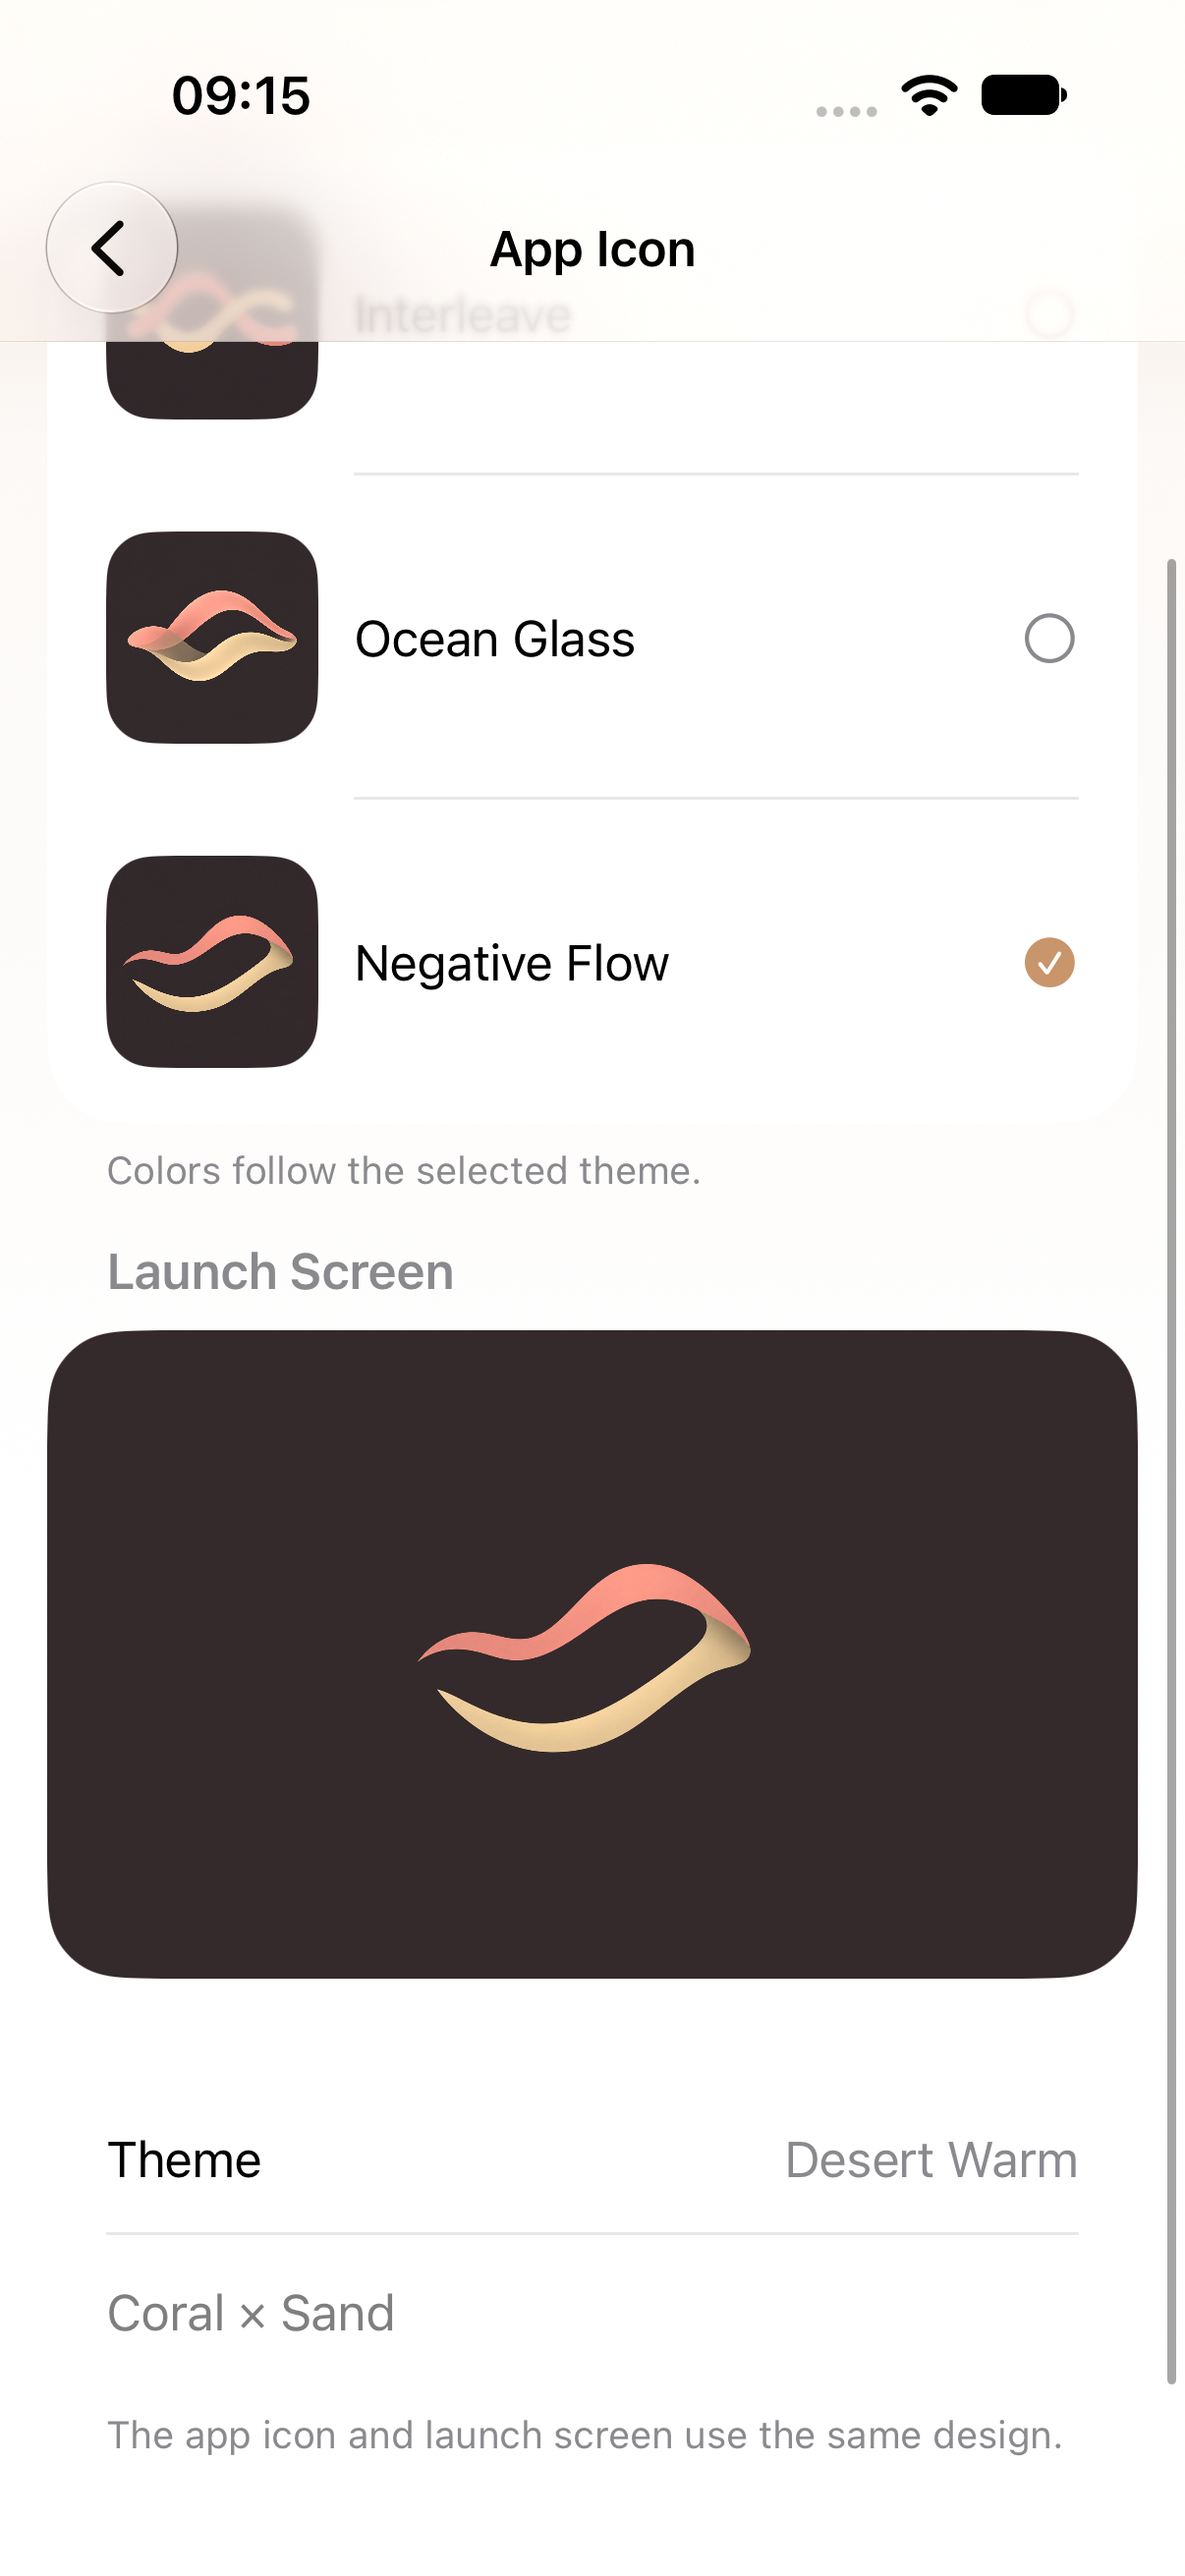 09:15
App Icon
Interleave
Ocean Glass
Negative Flow
Colors follow the selected theme.
Launch Screen
Theme
Desert Warm
Coral × Sand
The app icon and launch screen use the same design.